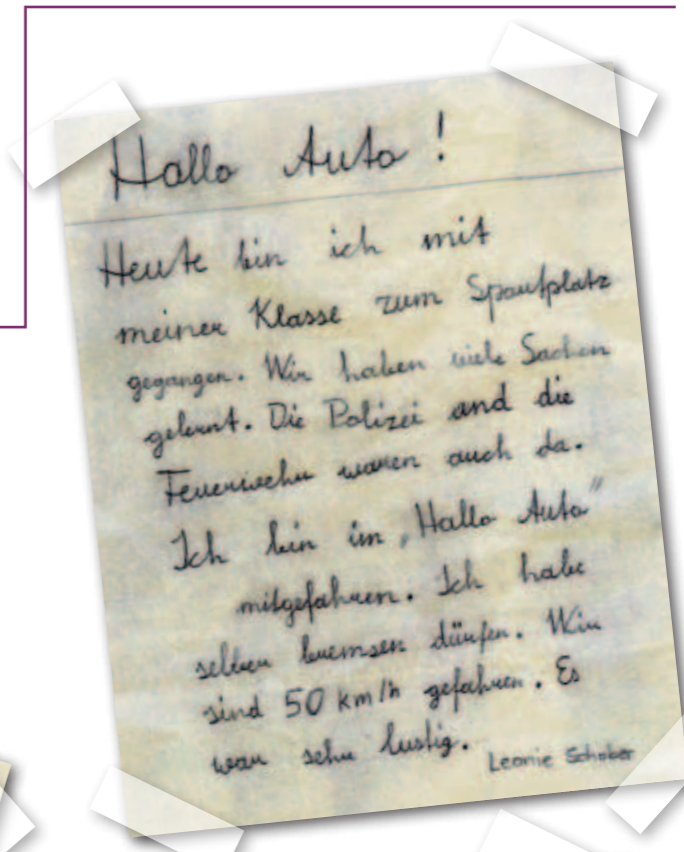 Hallo Auto!
Heute bin ich mit
meiner Klasse zum Sportplatz
gegangen. Wir haben viele Sachen
gelernt. Die Polizei und die
Feuerwehr waren auch da.
Ich bin im „Hallo Auto"
mitgefahren. Ich habe
selber bremsen dürfen. Wir
sind 50 km/h gefahren. Es
war sehr lustig.
Leonie Schober